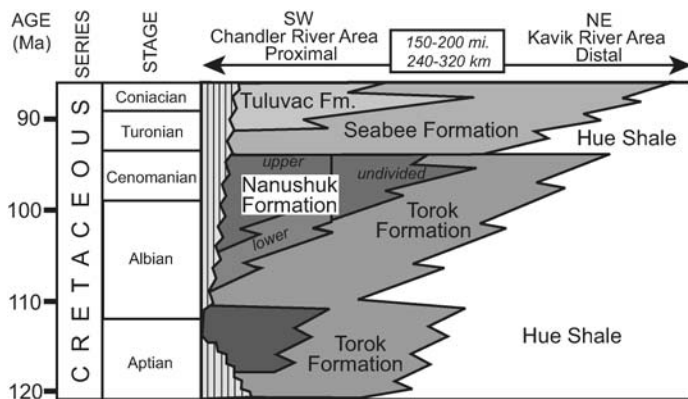 AGE
(Ma)
SERIES
STAGE
SW
Chandler River Area
Proximal
150-200 mi.
240-320 km
NE
Kavik River Area
Distal
90
100
110
120
CRETACEOUS
Coniacian
Turonian
Cenomanian
Albian
Aptian
Tuluvac Fm.
Seabee Formation
Hue Shale
upper
undivided
Nanushuk
Formation
lower
Torok
Formation
Torok
Formation
Hue Shale